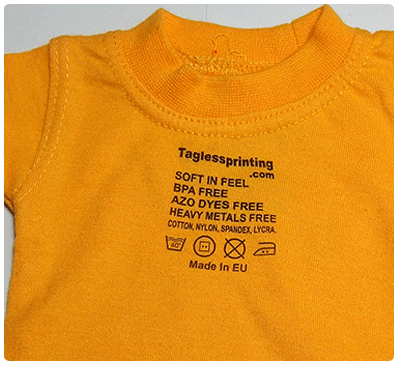 Taglessprinting
.com
SOFT IN FEEL
BPA FREE
AZO DYES FREE
HEAVY METALS FREE
COTTON, NYLON, SPANDEX, LYCRA.
40°
Made In EU